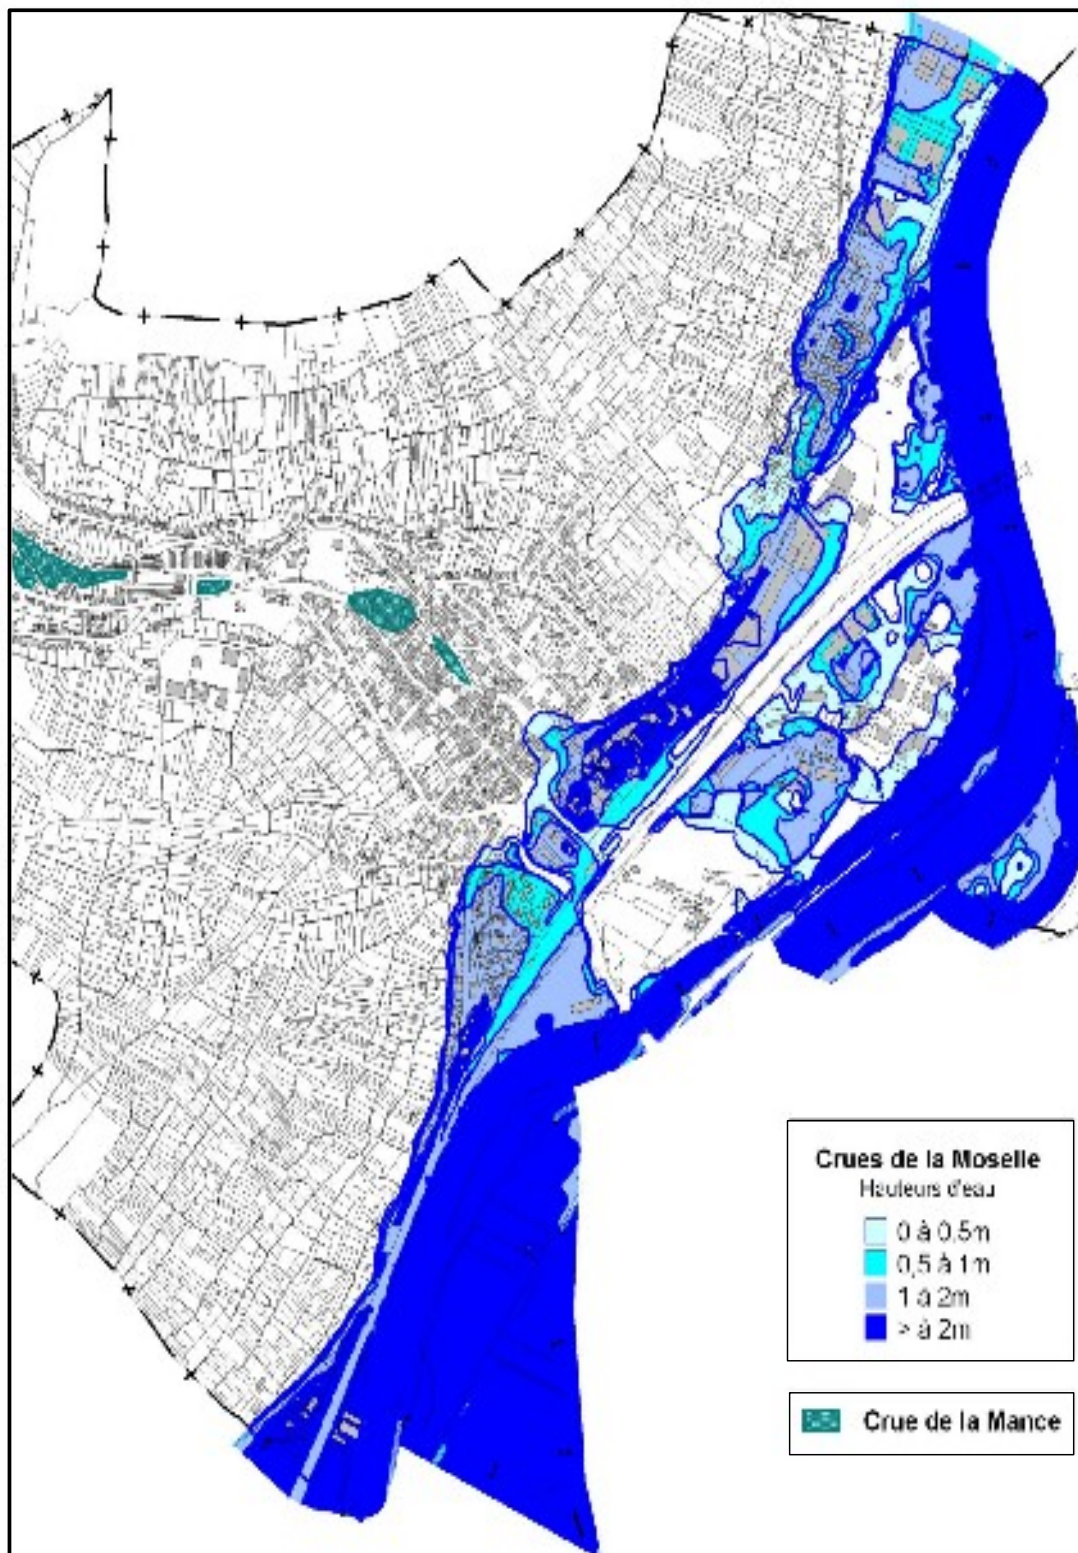 Crues de la Moselle
Hauteurs d'eau
0 à 0,5m
0,5 à 1m
1 à 2m
> à 2m
Crue de la Mance